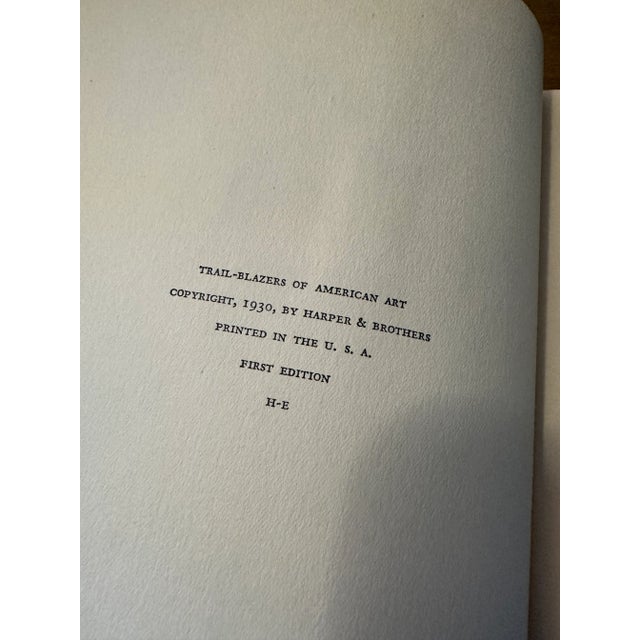 TRAIL-BLAZERS OF AMERICAN ART
COPYRIGHT, 1930, BY HARPER & BROTHERS
PRINTED IN THE U. S. A.
FIRST EDITION
H-E